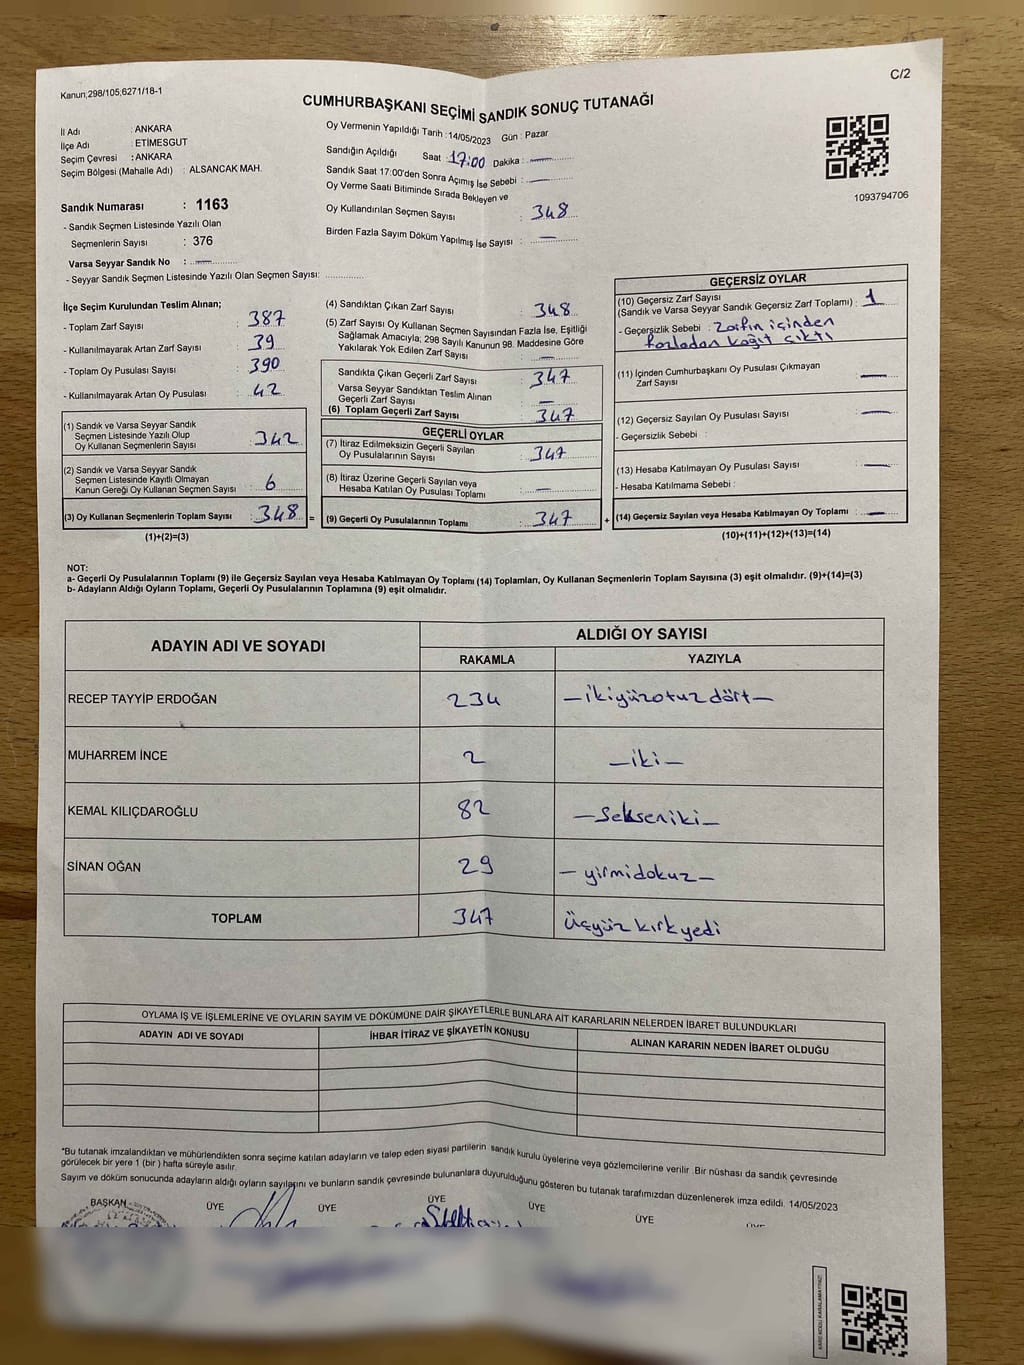 C/2
Kanun;298/105,6271/18-1
CUMHURBAŞKANI SEÇİMİ SANDIK SONUÇ TUTANAĞI
İl Adı : ANKARA
İlçe Adı : ETİMESGUT
Seçim Çevresi : ANKARA
Seçim Bölgesi (Mahalle Adı) : ALSANCAK MAH.
Sandık Numarası : 1163
- Sandık Seçmen Listesinde Yazılı Olan
Seçmenlerin Sayısı : 376
Varsa Seyyar Sandık No : —
- Seyyar Sandık Seçmen Listesinde Yazılı Olan Seçmen Sayısı: ..............
Oy Vermenin Yapıldığı Tarih : 14/05/2023 Gün : Pazar
Sandığın Açıldığı Saat : 17:00 Dakika : —
Sandık Saat 17:00'den Sonra Açımış İse Sebebi : —
Oy Verme Saati Bitiminde Sırada Bekleyen ve
Oy Kullandırılan Seçmen Sayısı : 348
Birden Fazla Sayım Döküm Yapılmış İse Sayısı : —
1093794706
İlçe Seçim Kurulundan Teslim Alınan;
- Toplam Zarf Sayısı : 387
- Kullanılmayarak Artan Zarf Sayısı : 39
- Toplam Oy Pusulası Sayısı : 390
- Kullanılmayarak Artan Oy Pusulası : 42
(1) Sandık ve Varsa Seyyar Sandık
Seçmen Listesinde Yazılı Olup
Oy Kullanan Seçmenlerin Sayısı : 342
(2) Sandık ve Varsa Seyyar Sandık
Seçmen Listesinde Kayıtlı Olmayan
Kanun Gereği Oy Kullanan Seçmen Sayısı : 6
(3) Oy Kullanan Seçmenlerin Toplam Sayısı : 348 =
(1)+(2)=(3)
(4) Sandıktan Çıkan Zarf Sayısı : 348
(5) Zarf Sayısı Oy Kullanan Seçmen Sayısından Fazla İse, Eşitliği
Sağlamak Amacıyla; 298 Sayılı Kanunun 98. Maddesine Göre
Yakılarak Yok Edilen Zarf Sayısı : —
Sandıkta Çıkan Geçerli Zarf Sayısı : 347
Varsa Seyyar Sandıktan Teslim Alınan
Geçerli Zarf Sayısı : —
(6) Toplam Geçerli Zarf Sayısı : 347
GEÇERLİ OYLAR
(7) İtiraz Edilmeksizin Geçerli Sayılan
Oy Pusulalarının Sayısı : 347
(8) İtiraz Üzerine Geçerli Sayılan veya
Hesaba Katılan Oy Pusulası Toplamı : —
(9) Geçerli Oy Pusulalarının Toplamı : 347 +
GEÇERSİZ OYLAR
(10) Geçersiz Zarf Sayısı
(Sandık ve Varsa Seyyar Sandık Geçersiz Zarf Toplamı) : 1
- Geçersizlik Sebebi : Zarfın içinden
fazladan kağıt çıktı
(11) İçinden Cumhurbaşkanı Oy Pusulası Çıkmayan
Zarf Sayısı : —
(12) Geçersiz Sayılan Oy Pusulası Sayısı : —
- Geçersizlik Sebebi :
(13) Hesaba Katılmayan Oy Pusulası Sayısı : —
- Hesaba Katılmama Sebebi :
(14) Geçersiz Sayılan veya Hesaba Katılmayan Oy Toplamı : —
(10)+(11)+(12)+(13)=(14)
NOT:
a- Geçerli Oy Pusulalarının Toplamı (9) ile Geçersiz Sayılan veya Hesaba Katılmayan Oy Toplamı (14) Toplamları, Oy Kullanan Seçmenlerin Toplam Sayısına (3) eşit olmalıdır. (9)+(14)=(3)
b- Adayların Aldığı Oyların Toplamı, Geçerli Oy Pusulalarının Toplamına (9) eşit olmalıdır.
ADAYIN ADI VE SOYADI ALDIĞI OY SAYISI
RAKAMLA YAZIYLA
RECEP TAYYİP ERDOĞAN 234 —ikiyüzotuzdört—
MUHARREM İNCE 2 —iki—
KEMAL KILIÇDAROĞLU 82 —Sekseniki—
SİNAN OĞAN 29 —yirmidokuz—
TOPLAM 347 Üçyüz kırk yedi
OYLAMA İŞ VE İŞLEMLERİNE VE OYLARIN SAYIM VE DÖKÜMÜNE DAİR ŞİKAYETLERLE BUNLARA AİT KARARLARIN NELERDEN İBARET BULUNDUKLARI
ADAYIN ADI VE SOYADI İHBAR İTİRAZ VE ŞİKAYETİN KONUSU ALINAN KARARIN NEDEN İBARET OLDUĞU
*Bu tutanak imzalandıktan ve mühürlendikten sonra seçime katılan adayların ve talep eden siyasi partilerin sandık kurulu üyelerine veya gözlemcilerine verilir. Bir nüshası da sandık çevresinde
görülecek bir yere 1 (bir) hafta süreyle asılır.
Sayım ve döküm sonucunda adayların aldığı oyların sayılarını ve bunların sandık çevresinde bulunanlara duyurulduğunu gösteren bu tutanak tarafımızdan düzenlenerek imza edildi. 14/05/2023
BAŞKAN ÜYE ÜYE ÜYE ÜYE ÜYE